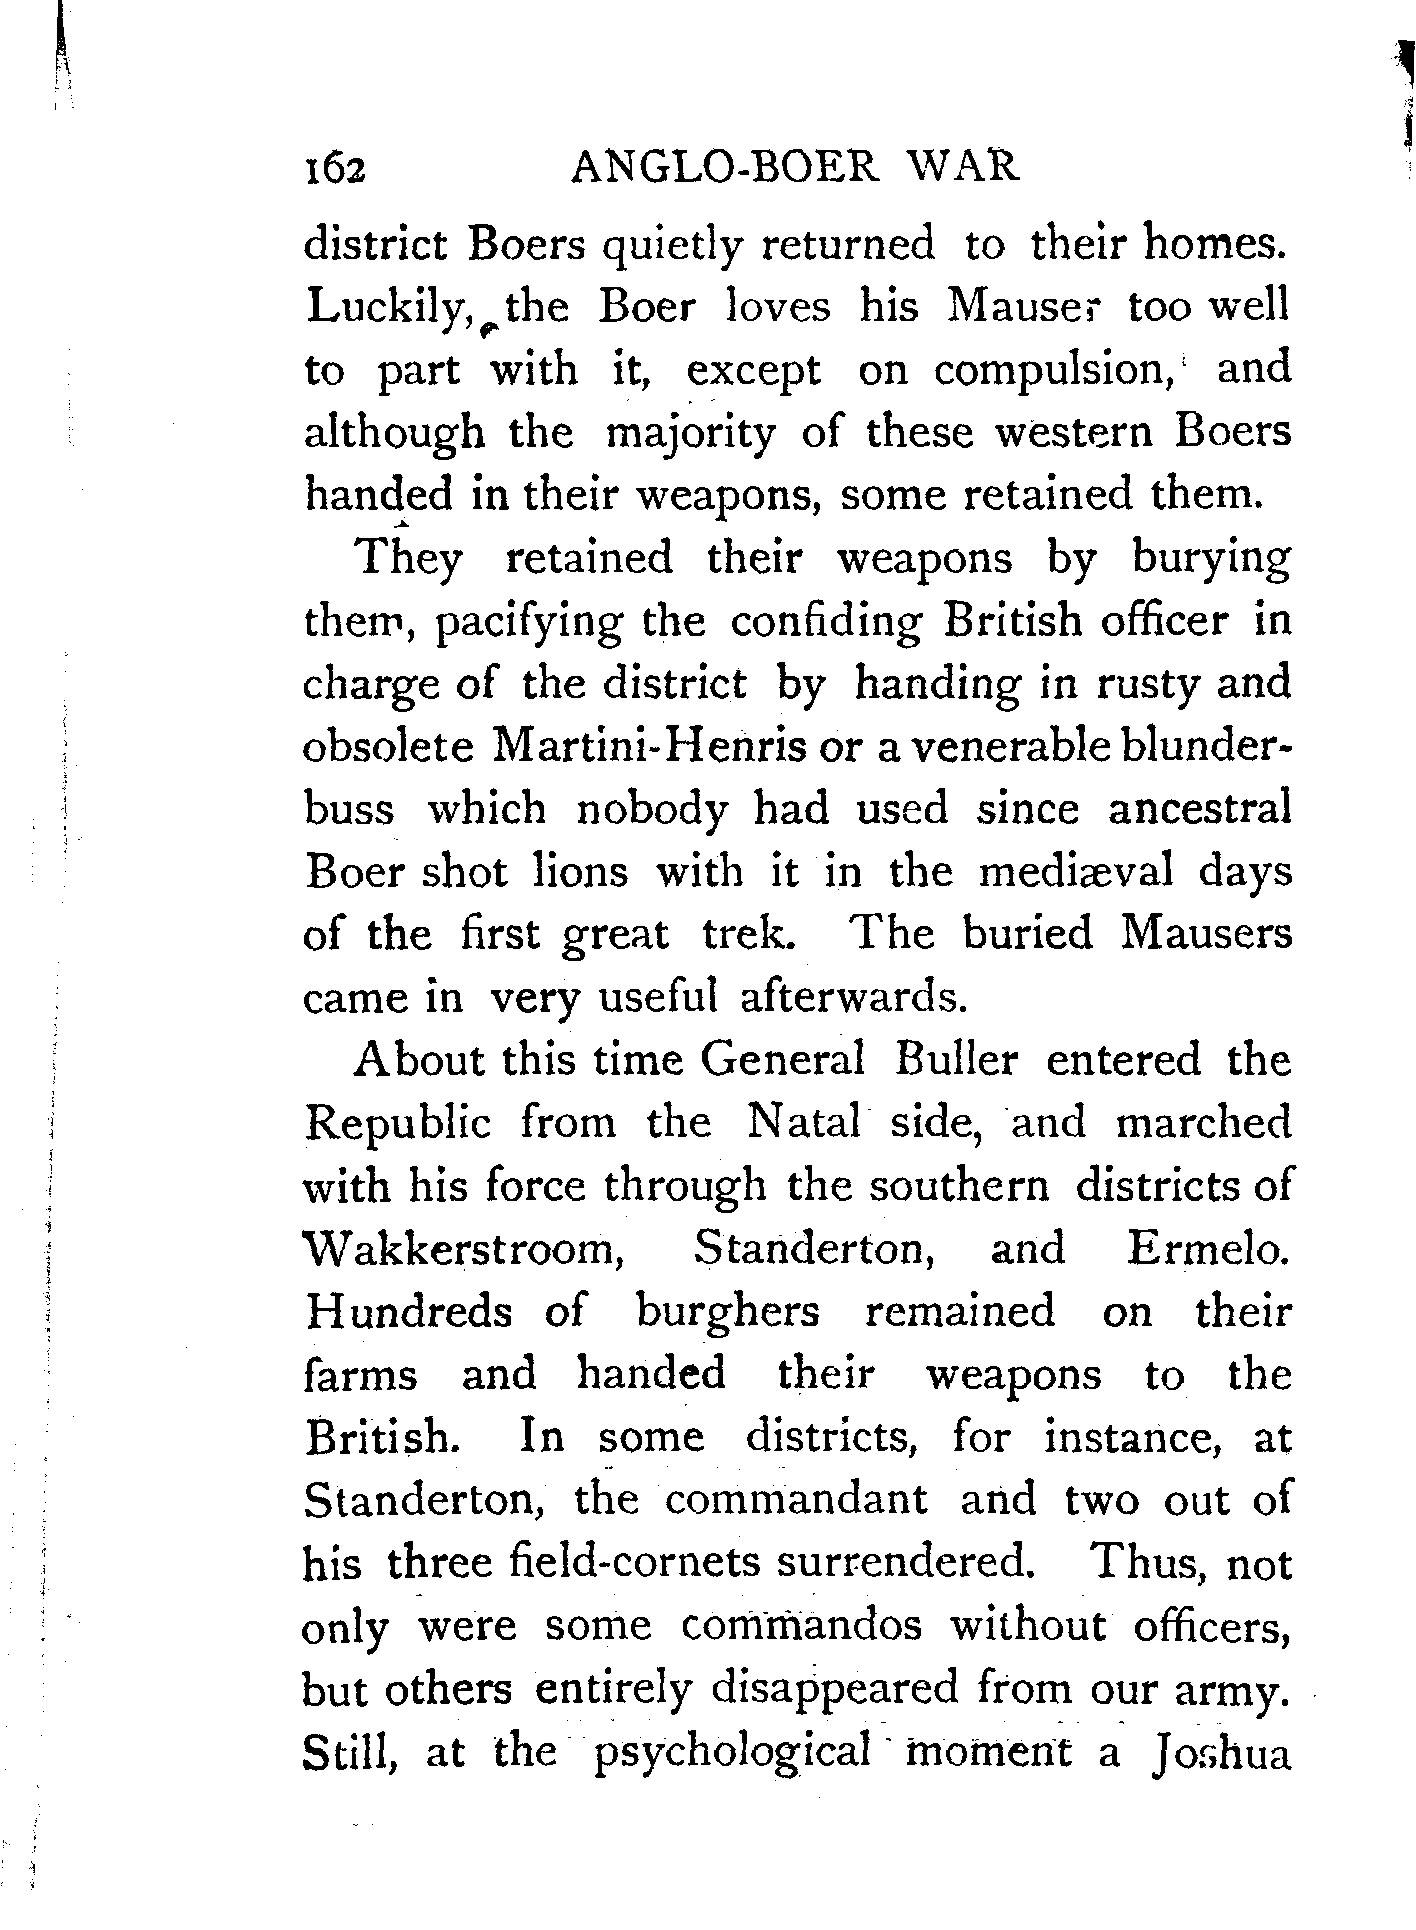 162 ANGLO-BOER WAR
district Boers quietly returned to their homes.
Luckily, the Boer loves his Mauser too well
to part with it, except on compulsion, and
although the majority of these western Boers
handed in their weapons, some retained them.
They retained their weapons by burying
them, pacifying the confiding British officer in
charge of the district by handing in rusty and
obsolete Martini-Henris or a venerable blunder-
buss which nobody had used since ancestral
Boer shot lions with it in the mediæval days
of the first great trek. The buried Mausers
came in very useful afterwards.
About this time General Buller entered the
Republic from the Natal side, and marched
with his force through the southern districts of
Wakkerstroom, Standerton, and Ermelo.
Hundreds of burghers remained on their
farms and handed their weapons to the
British. In some districts, for instance, at
Standerton, the commandant and two out of
his three field-cornets surrendered. Thus, not
only were some commandos without officers,
but others entirely disappeared from our army.
Still, at the psychological moment a Joshua